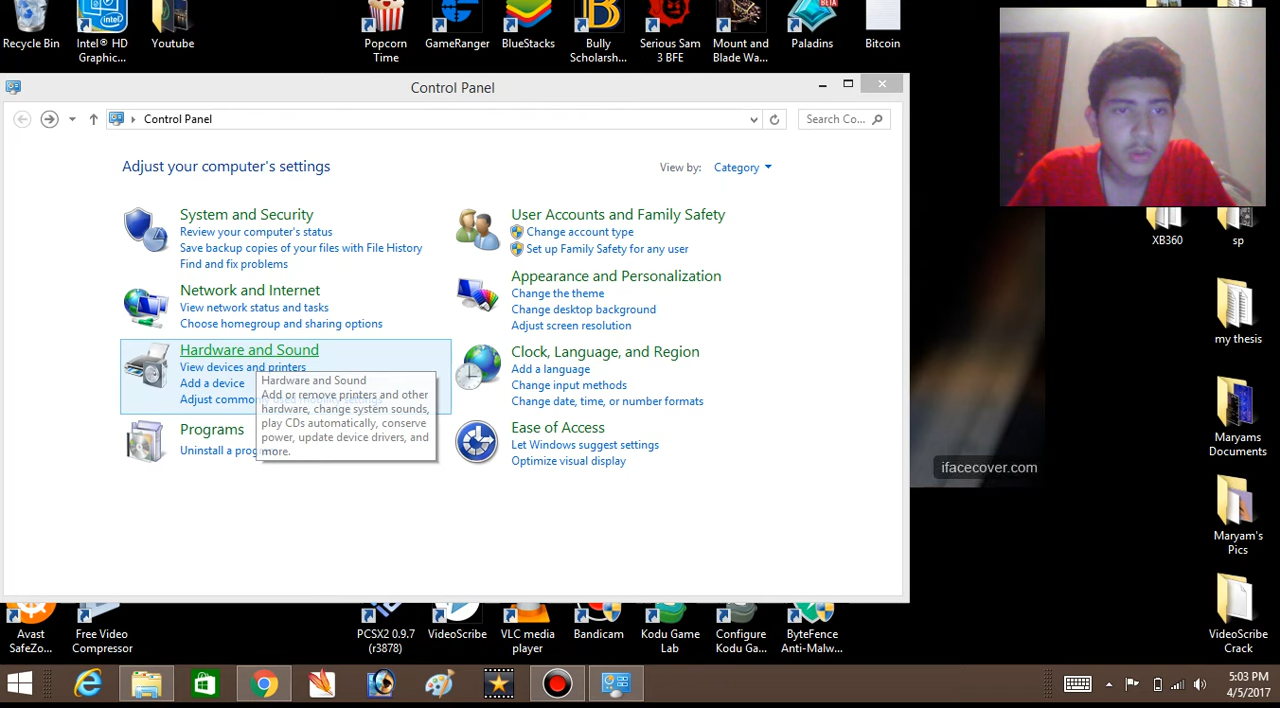 Recycle Bin
Intel® HD
Graphic...
Youtube
Popcorn
Time
GameRanger
BlueStacks
Bully
Scholarsh...
Serious Sam
3 BFE
Mount and
Blade Wa...
Paladins
BETA
Bitcoin
Control Panel
Control Panel
Search Co...
Adjust your computer's settings
View by:
Category
System and Security
Review your computer's status
Save backup copies of your files with File History
Find and fix problems
Network and Internet
View network status and tasks
Choose homegroup and sharing options
Hardware and Sound
View devices and printers
Add a device
Adjust commonly used mobility settings
Hardware and Sound
Add or remove printers and other
hardware, change system sounds,
play CDs automatically, conserve
power, update device drivers, and
more.
Programs
Uninstall a prog
User Accounts and Family Safety
Change account type
Set up Family Safety for any user
Appearance and Personalization
Change the theme
Change desktop background
Adjust screen resolution
Clock, Language, and Region
Add a language
Change input methods
Change date, time, or number formats
Ease of Access
Let Windows suggest settings
Optimize visual display
XB360
sp
my thesis
Maryams
Documents
Maryam's
Pics
VideoScribe
Crack
ifacecover.com
Avast
SafeZo...
Free Video
Compressor
PCSX2 0.9.7
(r3878)
VideoScribe
VLC media
player
Bandicam
Kodu Game
Lab
Configure
Kodu Ga...
ByteFence
Anti-Malw...
5:03 PM
4/5/2017